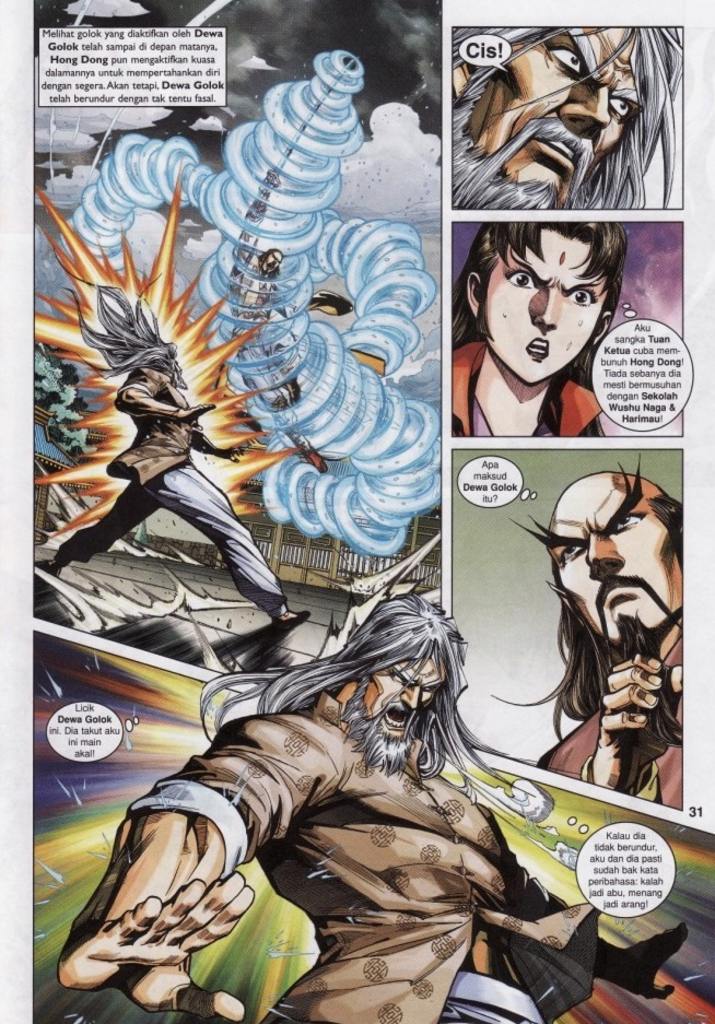 Melihat golok yang diaktifkan oleh Dewa
Golok telah sampai di depan matanya,
Hong Dong pun mengaktifkan kuasa
dalamannya untuk mempertahankan diri
dengan segera. Akan tetapi, Dewa Golok
telah berundur dengan tak tentu fasal.
Cis!
Aku
sangka Tuan
Ketua cuba mem-
bunuh Hong Dong!
Tiada sebanya dia
mesti bermusuhan
dengan Sekolah
Wushu Naga &
Harimau!
Apa
maksud
Dewa Golok
itu?
Licik
Dewa Golok
ini. Dia takut aku
ini main
akal!
Kalau dia
tidak berundur,
aku dan dia pasti
sudah bak kata
peribahasa: kalah
jadi abu, menang
jadi arang!
31